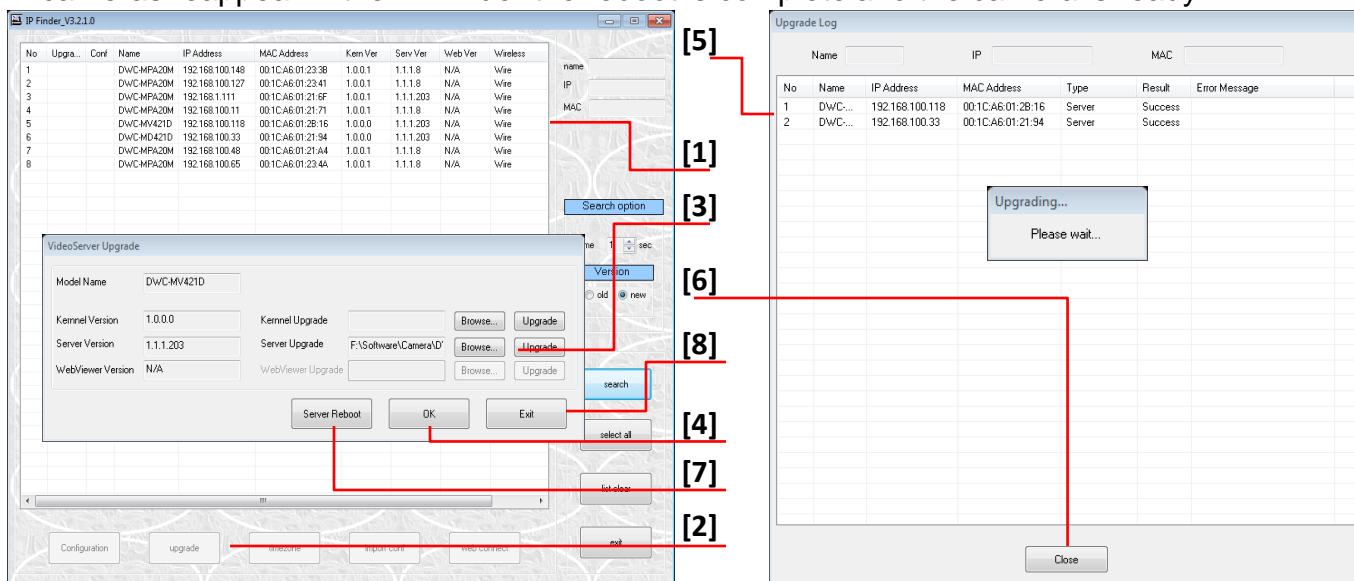 IP Finder_V3.2.1.0
No Upgra... Conf Name IP Address MAC Address Kern Ver Serv Ver Web Ver Wireless
1 DWC-MPA20M 192.168.100.148 00:1C:A6:01:23:3B 1.0.0.1 1.1.1.8 N/A Wire
2 DWC-MPA20M 192.168.100.127 00:1C:A6:01:23:41 1.0.0.1 1.1.1.8 N/A Wire
3 DWC-MPA20M 192.168.1.111 00:1C:A6:01:21:6F 1.0.0.1 1.1.1.203 N/A Wire
4 DWC-MPA20M 192.168.100.11 00:1C:A6:01:21:71 1.0.0.1 1.1.1.8 N/A Wire
5 DWC-MV421D 192.168.100.118 00:1C:A6:01:2B:16 1.0.0.0 1.1.1.203 N/A Wire
6 DWC-MD421D 192.168.100.33 00:1C:A6:01:21:94 1.0.0.0 1.1.1.203 N/A Wire
7 DWC-MPA20M 192.168.100.48 00:1C:A6:01:21:A4 1.0.0.1 1.1.1.8 N/A Wire
8 DWC-MPA20M 192.168.100.65 00:1C:A6:01:23:4A 1.0.0.1 1.1.1.8 N/A Wire
name
IP
MAC
Search option
me 1 sec
Version
old new
search
select all
list clear
exit
VideoServer Upgrade
Model Name DWC-MV421D
Kernnel Version 1.0.0.0 Kernnel Upgrade Browse... Upgrade
Server Version 1.1.1.203 Server Upgrade F:\Software\Camera\D' Browse... Upgrade
WebViewer Version N/A WebViewer Upgrade Browse... Upgrade
Server Reboot OK Exit
Configuration upgrade timezone import conf web connect
[5]
[1]
[3]
[6]
[8]
[4]
[7]
[2]
Upgrade Log
Name IP MAC
No Name IP Address MAC Address Type Result Error Message
1 DWC-... 192.168.100.118 00:1C:A6:01:2B:16 Server Success
2 DWC-... 192.168.100.33 00:1C:A6:01:21:94 Server Success
Upgrading...
Please wait...
Close